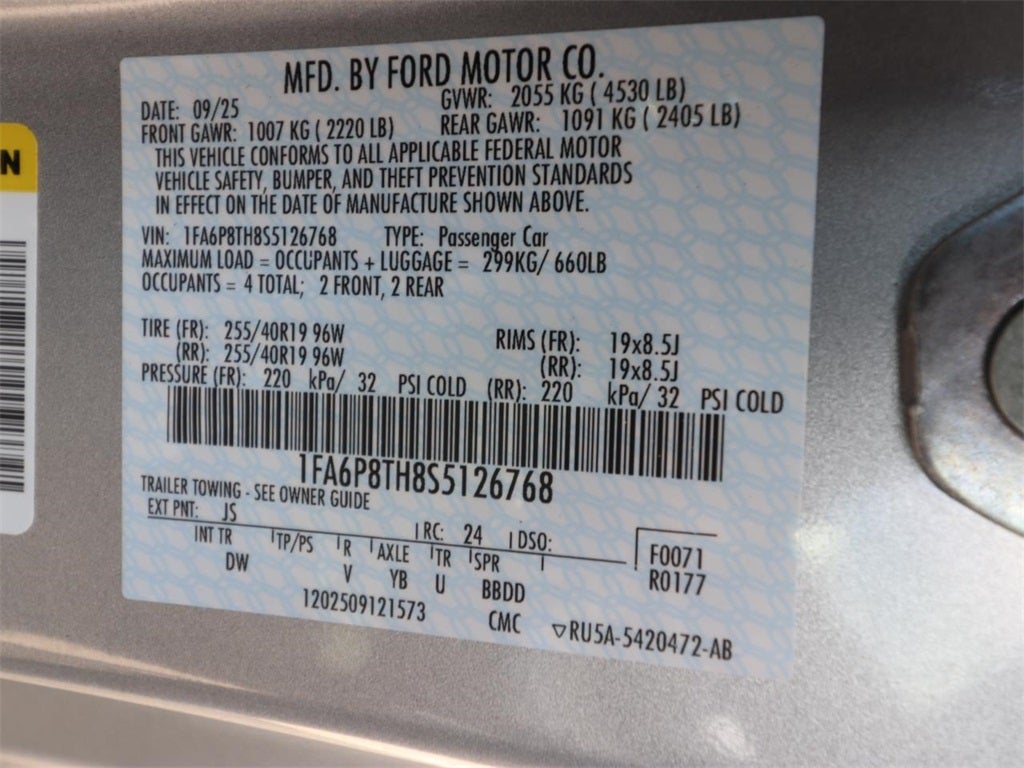 N
MFD. BY FORD MOTOR CO.
DATE: 09/25 GVWR: 2055 KG ( 4530 LB)
FRONT GAWR: 1007 KG ( 2220 LB) REAR GAWR: 1091 KG ( 2405 LB)
THIS VEHICLE CONFORMS TO ALL APPLICABLE FEDERAL MOTOR
VEHICLE SAFETY, BUMPER, AND THEFT PREVENTION STANDARDS
IN EFFECT ON THE DATE OF MANUFACTURE SHOWN ABOVE.
VIN: 1FA6P8TH8S5126768 TYPE: Passenger Car
MAXIMUM LOAD = OCCUPANTS + LUGGAGE = 299KG/ 660LB
OCCUPANTS = 4 TOTAL; 2 FRONT, 2 REAR
TIRE (FR): 255/40R19 96W RIMS (FR): 19x8.5J
(RR): 255/40R19 96W (RR): 19x8.5J
PRESSURE (FR): 220 kPa/ 32 PSI COLD (RR): 220 kPa/ 32 PSI COLD
1FA6P8TH8S5126768
TRAILER TOWING - SEE OWNER GUIDE
EXT PNT: JS RC: 24 DSO:
INT TR TP/PS R AXLE TR SPR F0071
DW V YB U BBDD R0177
1202509121573 CMC ▽RU5A-5420472-AB